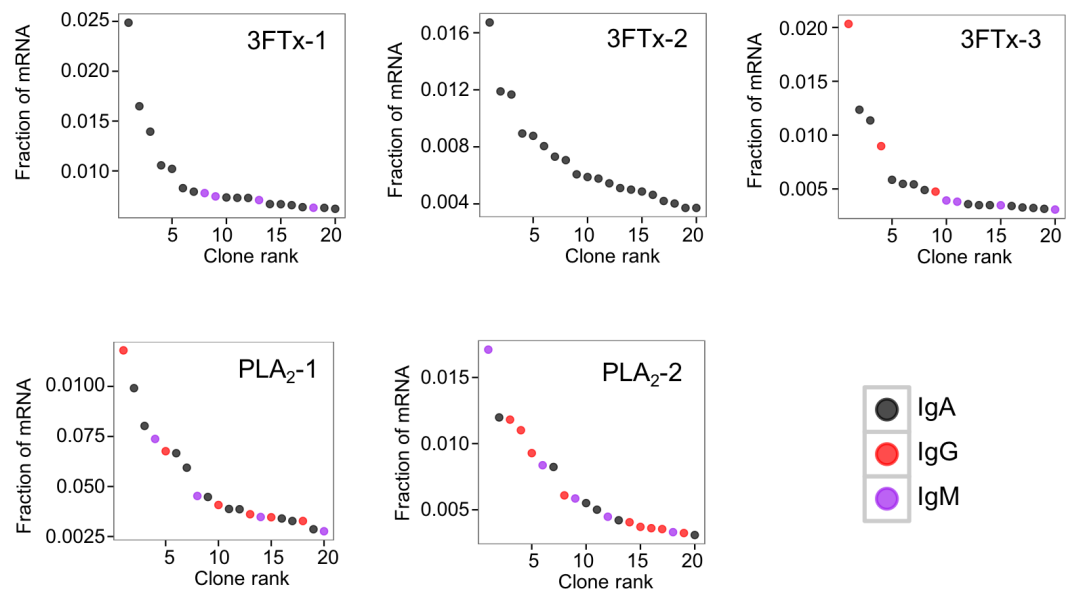 3FTx-1
Fraction of mRNA
0.025
0.020
0.015
0.010
5 10 15 20
Clone rank
3FTx-2
Fraction of mRNA
0.016
0.012
0.008
0.004
5 10 15 20
Clone rank
3FTx-3
Fraction of mRNA
0.020
0.015
0.010
0.005
5 10 15 20
Clone rank
PLA₂-1
Fraction of mRNA
0.0100
0.075
0.050
0.0025
5 10 15 20
Clone rank
PLA₂-2
Fraction of mRNA
0.015
0.010
0.005
5 10 15 20
Clone rank
IgA
IgG
IgM